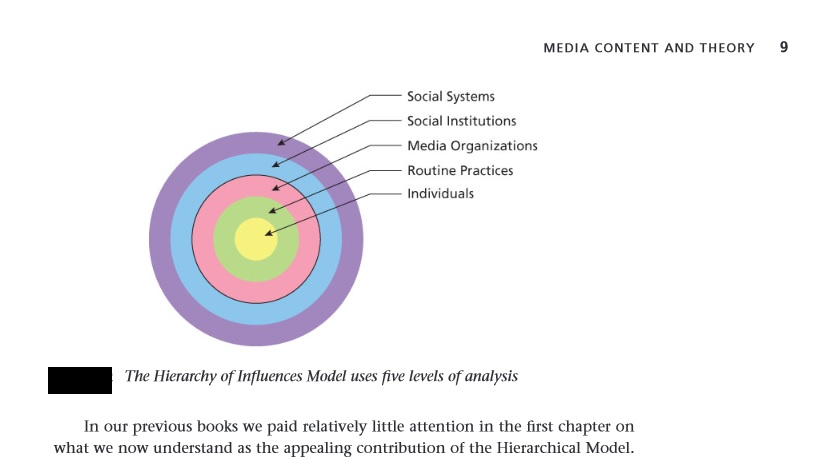 MEDIA CONTENT AND THEORY 9
Social Systems
Social Institutions
Media Organizations
Routine Practices
Individuals
The Hierarchy of Influences Model uses five levels of analysis
In our previous books we paid relatively little attention in the first chapter on
what we now understand as the appealing contribution of the Hierarchical Model.